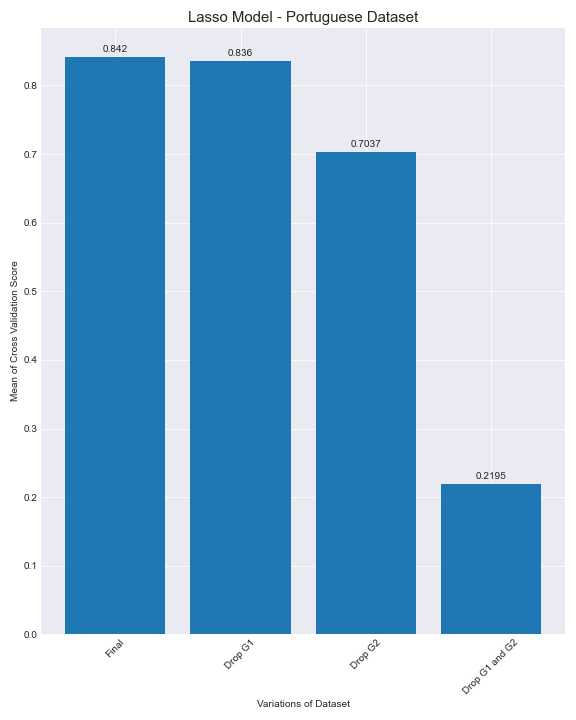 Lasso Model - Portuguese Dataset
0.842
0.836
0.7037
0.2195
Mean of Cross Validation Score
0.8
0.7
0.6
0.5
0.4
0.3
0.2
0.1
0.0
Final
Drop G1
Drop G2
Drop G1 and G2
Variations of Dataset